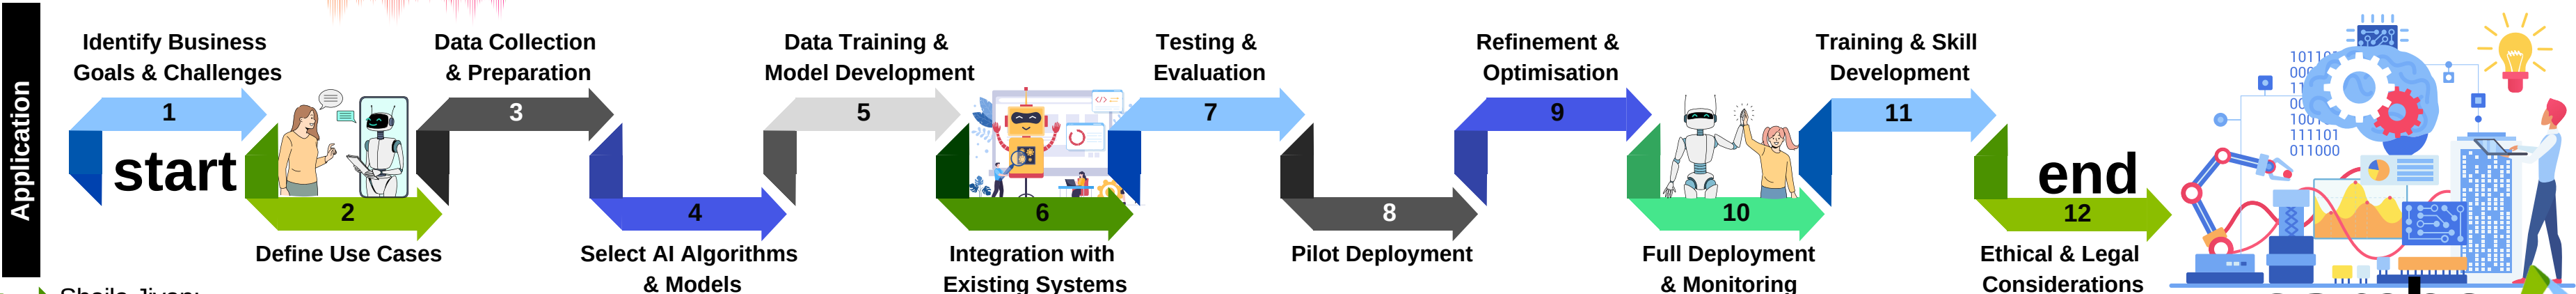 Application
Identify Business
Goals & Challenges
1
start
2
Define Use Cases
Data Collection
& Preparation
3
4
Select AI Algorithms
& Models
Data Training &
Model Development
5
6
Integration with
Existing Systems
Testing &
Evaluation
7
8
Pilot Deployment
Refinement &
Optimisation
9
10
Full Deployment
& Monitoring
Training & Skill
Development
11
end
12
Ethical & Legal
Considerations
111101
011000